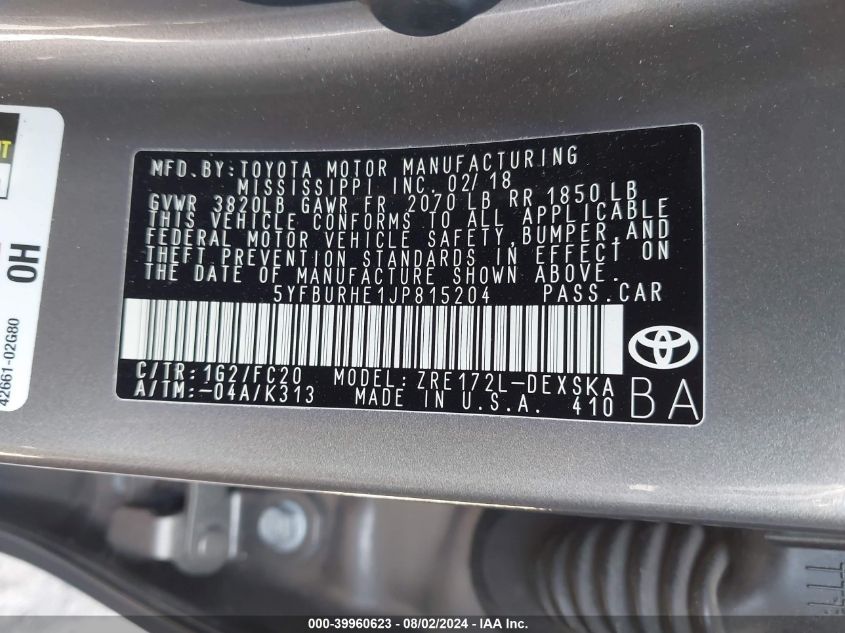 MFD. BY: TOYOTA MOTOR MANUFACTURING
MISSISSIPPI INC. 02/18
GVWR 3820LB GAWR FR 2070 LB RR 1850 LB
THIS VEHICLE CONFORMS TO ALL APPLICABLE
FEDERAL MOTOR VEHICLE SAFETY, BUMPER, AND
THEFT PREVENTION STANDARDS IN EFFECT ON
THE DATE OF MANUFACTURE SHOWN ABOVE.
5YFBURHE1JP815204 PASS. CAR
C/TR: 1G2/FC20 MODEL: ZRE172L-DEXSKA
A/TM: -04A/K313 MADE IN U.S.A. 410
BA
OH
42661-02G80
000-39960623 - 08/02/2024 - IAA Inc.